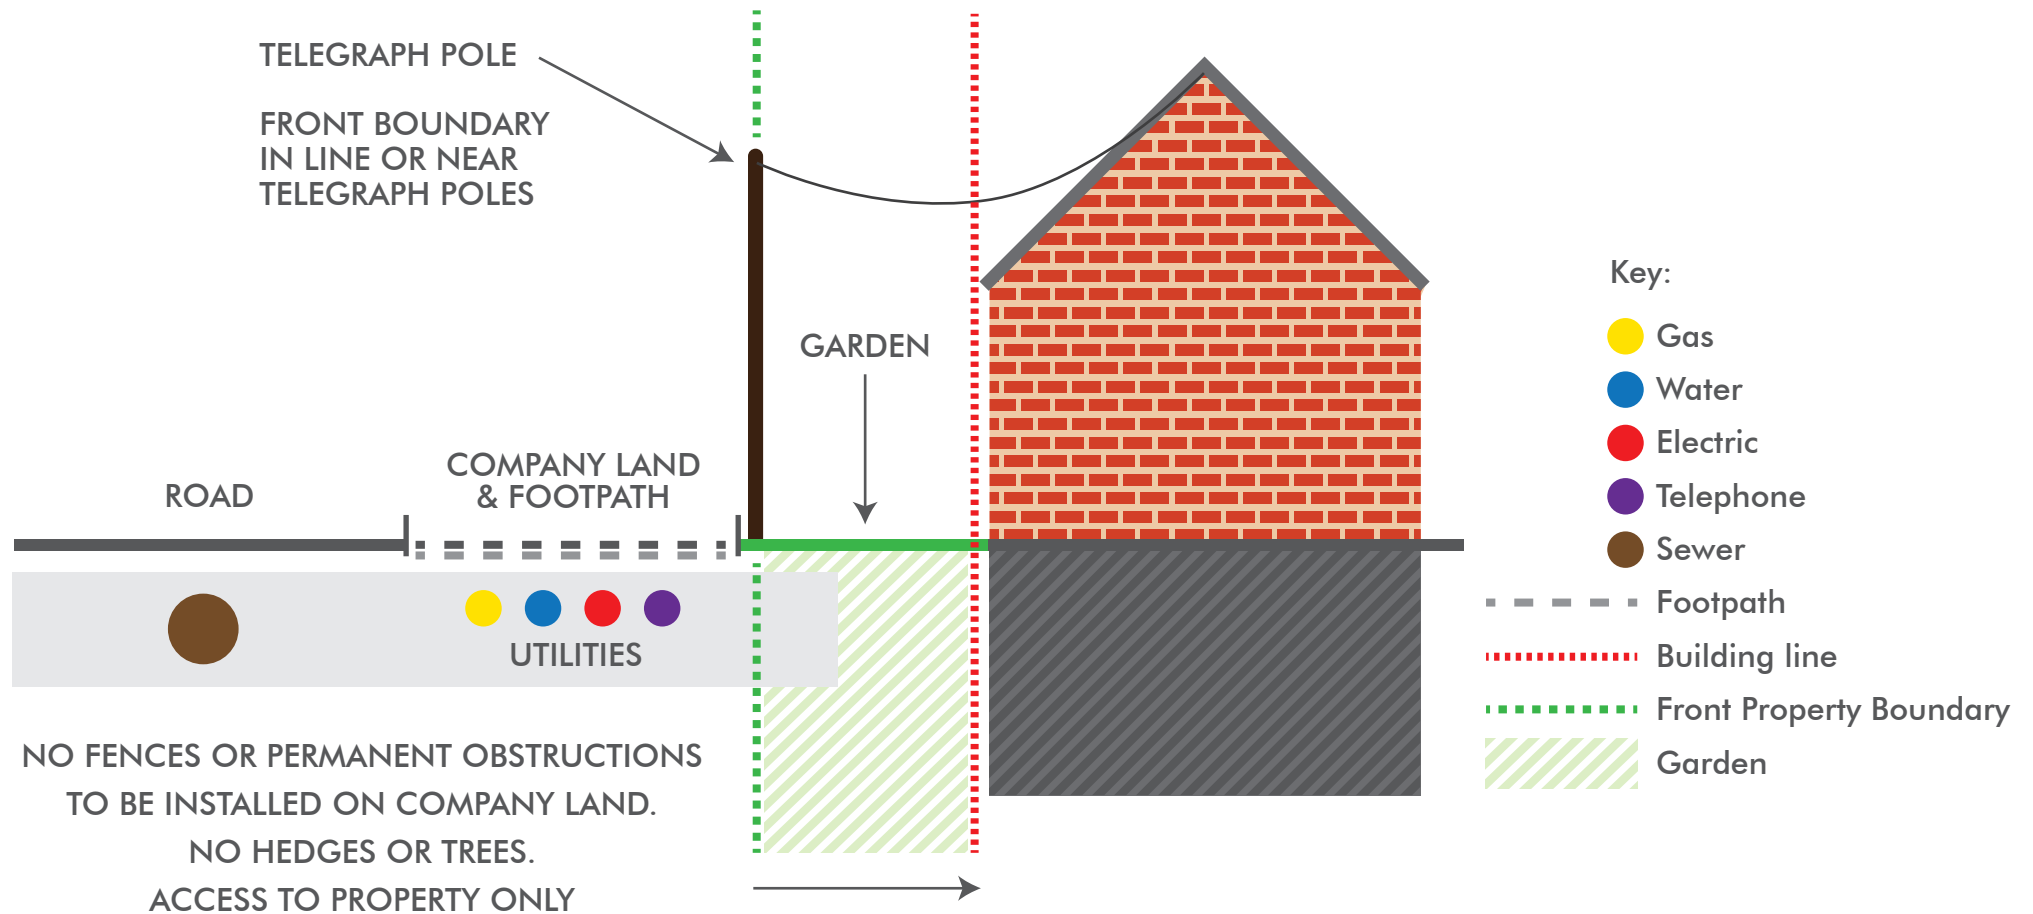 TELEGRAPH POLE
FRONT BOUNDARY
IN LINE OR NEAR
TELEGRAPH POLES
GARDEN
ROAD
COMPANY LAND
& FOOTPATH
UTILITIES
NO FENCES OR PERMANENT OBSTRUCTIONS
TO BE INSTALLED ON COMPANY LAND.
NO HEDGES OR TREES.
ACCESS TO PROPERTY ONLY
Key:
Gas
Water
Electric
Telephone
Sewer
Footpath
Building line
Front Property Boundary
Garden